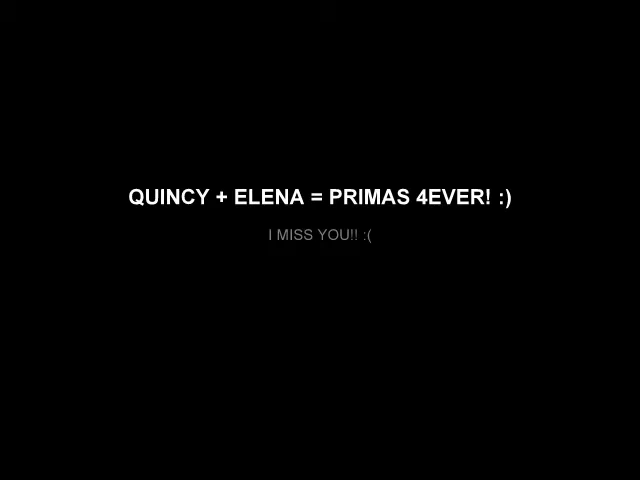 QUINCY + ELENA = PRIMAS 4EVER! :)
I MISS YOU!! :(